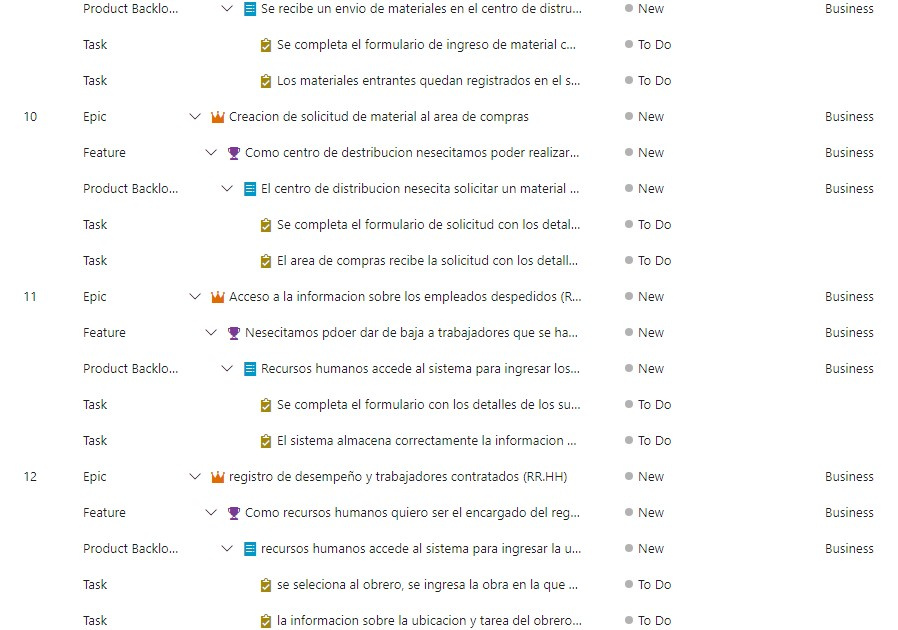 Product Backlo... Se recibe un envio de materiales en el centro de distru... New Business
Task Se completa el formulario de ingreso de material c... To Do
Task Los materiales entrantes quedan registrados en el s... To Do
10 Epic Creacion de solicitud de material al area de compras New Business
Feature Como centro de destribucion nesecitamos poder realizar... New Business
Product Backlo... El centro de distribucion nesecita solicitar un material ... New Business
Task Se completa el formulario de solicitud con los detal... To Do
Task El area de compras recibe la solicitud con los detall... To Do
11 Epic Acceso a la informacion sobre los empleados despedidos (R... New Business
Feature Nesecitamos pdoer dar de baja a trabajadores que se ha... New Business
Product Backlo... Recursos humanos accede al sistema para ingresar los... New Business
Task Se completa el formulario con los detalles de los su... To Do
Task El sistema almacena correctamente la informacion ... To Do
12 Epic registro de desempeño y trabajadores contratados (RR.HH) New Business
Feature Como recursos humanos quiero ser el encargado del reg... New Business
Product Backlo... recursos humanos accede al sistema para ingresar la u... New Business
Task se seleciona al obrero, se ingresa la obra en la que ... To Do
Task la informacion sobre la ubicacion y tarea del obrero... To Do